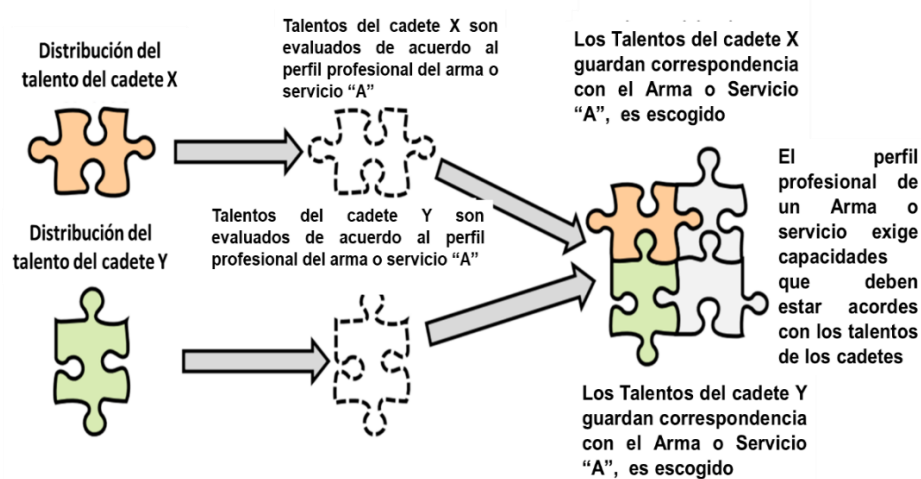 Distribución del
talento del cadete X
Talentos del cadete X son
evaluados de acuerdo al
perfil profesional del arma o
servicio “A”
Los Talentos del cadete X
guardan correspondencia
con el Arma o Servicio
“A”, es escogido
Distribución del
talento del cadete Y
Talentos del cadete Y son
evaluados de acuerdo al perfil
profesional del arma o servicio “A”
El perfil
profesional de
un Arma o
servicio exige
capacidades
que deben
estar acordes
con los talentos
de los cadetes
Los Talentos del cadete Y
guardan correspondencia
con el Arma o Servicio
“A”, es escogido